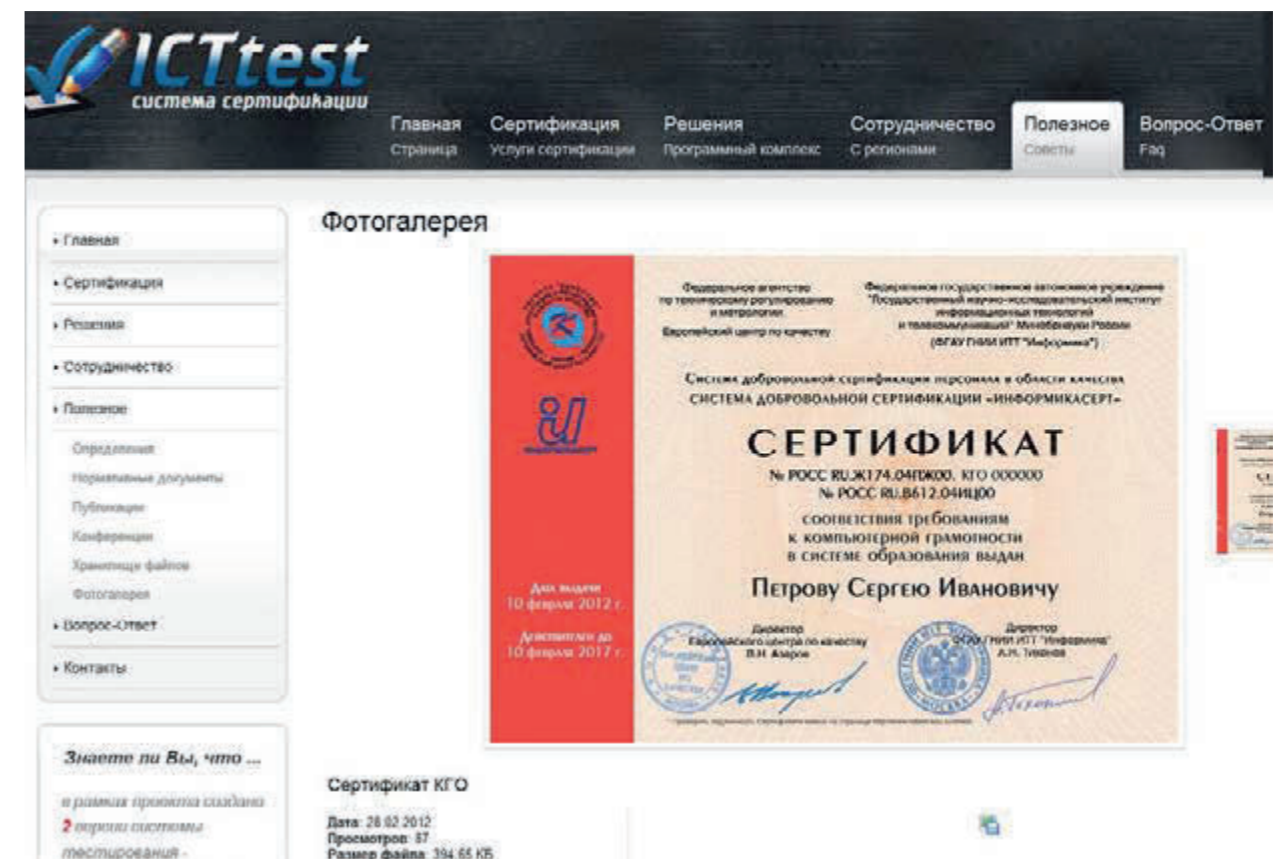 ICTtest
система сертификации
Главная Сертификация Решения Сотрудничество Полезное Вопрос-Ответ
Страница Услуги сертификации Программный комплекс С регионами Советы Faq
Главная
Сертификация
Решения
Сотрудничество
Полезное
Определения
Нормативные документы
Публикации
Конференции
Хранилище файлов
Фотогалерея
Вопрос-Ответ
Контакты
Знаете ли Вы, что ...
в рамках проекта создано
2 версии системы
тестирования -
Фотогалерея
Федеральное агентство
по техническому регулированию
и метрологии.
Европейский центр по качеству
Федеральное государственное автономное учреждение
"Государственный научно-исследовательский институт
информационных технологий
и телекоммуникаций" Минобрнауки России
(ФГАУ ГНИИ ИТТ "Информика")
Система добровольной сертификации персонала в области качества
СИСТЕМА ДОБРОВОЛЬНОЙ СЕРТИФИКАЦИИ «ИНФОРМИКАСЕРТ»
СЕРТИФИКАТ
№ РОСС RU.Ж174.04ПЖ00. КГО 000000
№ РОСС RU.В612.04ИЦ00
соответствия требованиям
к компьютерной грамотности
в системе образования выдан
Петрову Сергею Ивановичу
Дата выдачи
10 февраля 2012 г.
Действителен до
10 февраля 2017 г.
Директор
Европейского центра по качеству
В.Н. Азаров
Директор
ФГАУ ГНИИ ИТТ "Информика"
А.Н. Тихонов
МОСКВА
Сертификат КГО
Дата: 28.02.2012
Просмотров: 87
Размер файла: 394.65 КБ